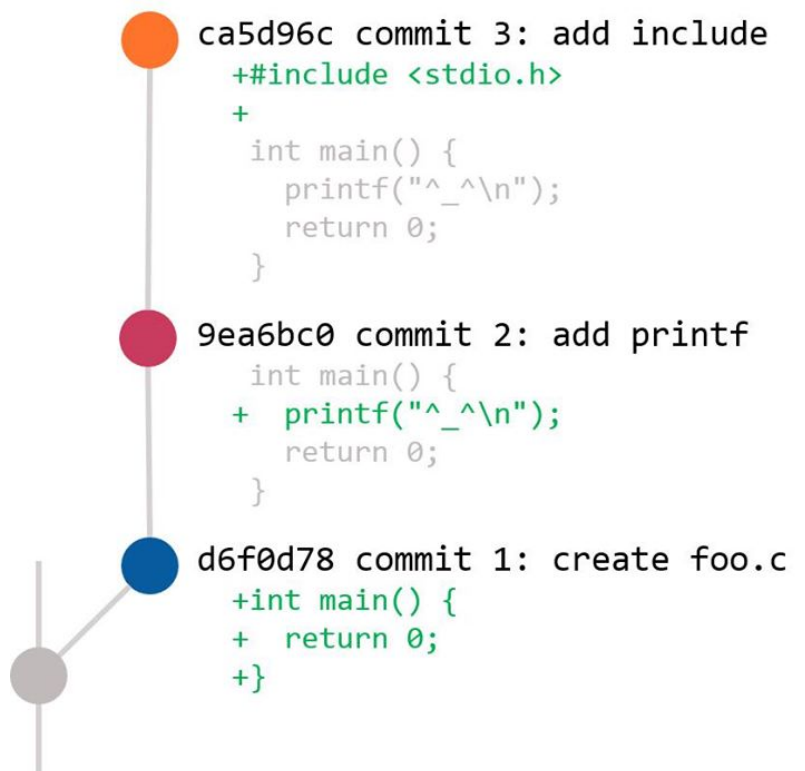 ca5d96c commit 3: add include
+#include <stdio.h>
+
int main() {
printf("^_^\n");
return 0;
}
9ea6bc0 commit 2: add printf
int main() {
+  printf("^_^\n");
return 0;
}
d6f0d78 commit 1: create foo.c
+int main() {
+  return 0;
+}